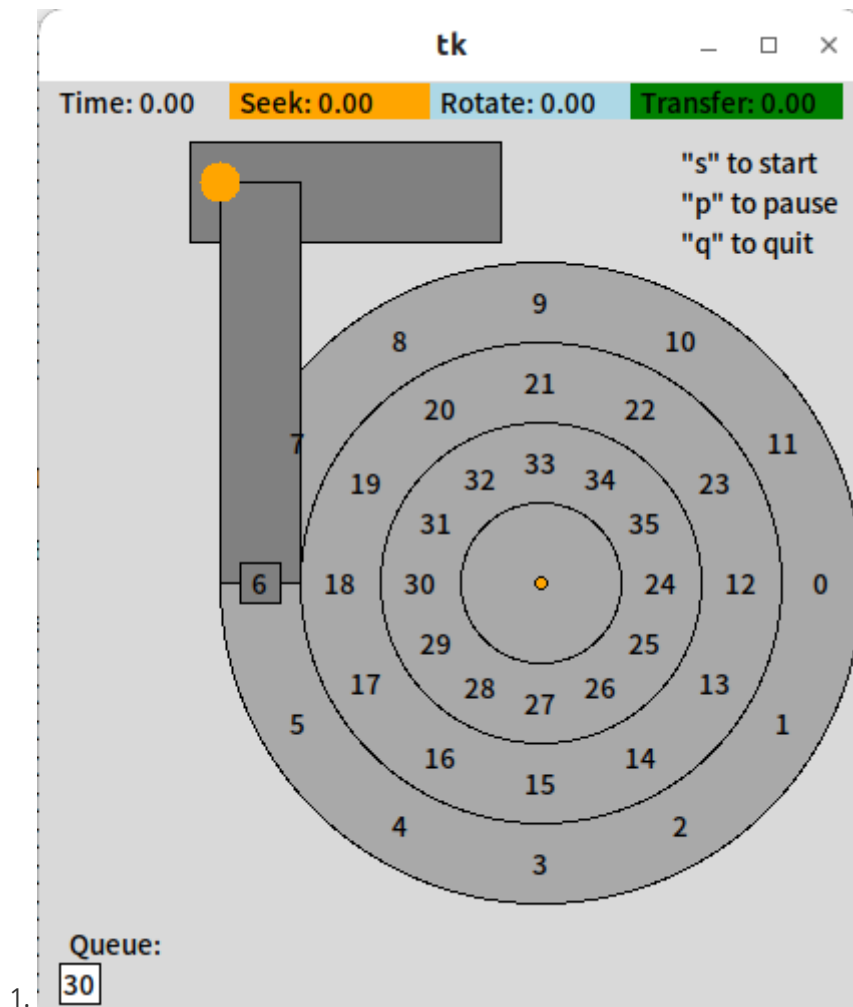 tk
Time: 0.00 Seek: 0.00 Rotate: 0.00 Transfer: 0.00
"s" to start
"p" to pause
"q" to quit
9
8 10
21
20 22
7 11
33
32 34
19 23
31 35
6 18 30 24 12 0
29 25
17 28 26 13
27
5 1
16 14
15
4 2
3
Queue:
30
1.